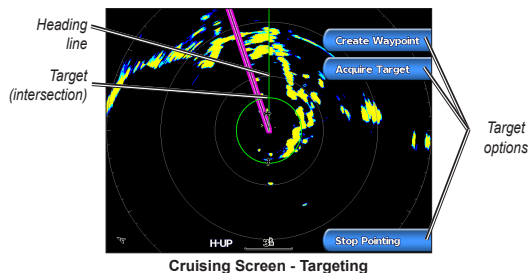 Heading
line
Target
(intersection)
Create Waypoint
Acquire Target
Target
options
H-UP
Stop Pointing
Cruising Screen - Targeting